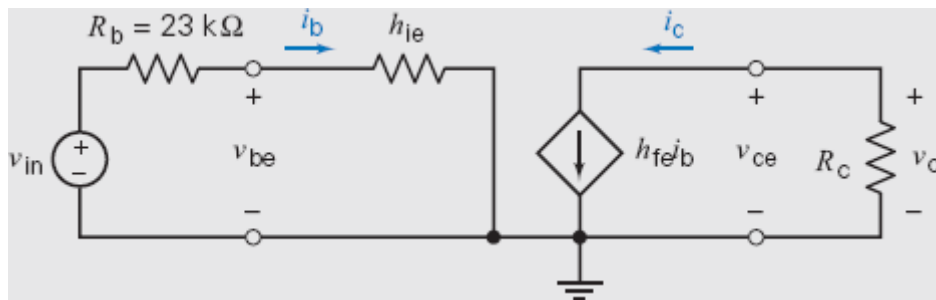 R_b = 23 kΩ
i_b
h_ie
i_c
+
+
+
v_in
+
−
v_be
h_fe i_b
v_ce
R_c
v_o
−
−
−